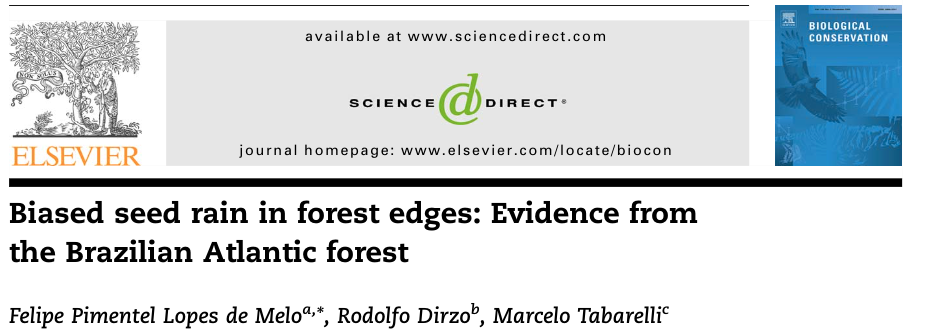 available at www.sciencedirect.com
SCIENCE DIRECT®
journal homepage: www.elsevier.com/locate/biocon
NON SOLUS
ELSEVIER
BIOLOGICAL
CONSERVATION
Biased seed rain in forest edges: Evidence from
the Brazilian Atlantic forest
Felipe Pimentel Lopes de Meloa,*, Rodolfo Dirzob, Marcelo Tabarellic